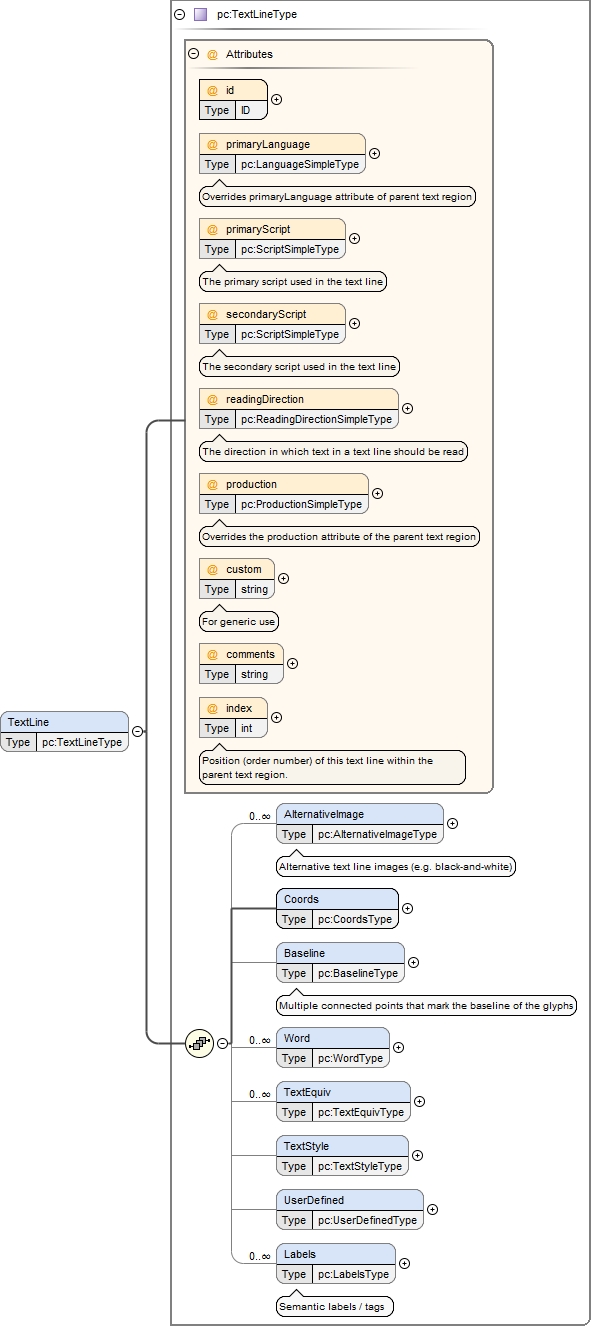 pc:TextLineType
@ Attributes
@ id
Type ID
@ primaryLanguage
Type pc:LanguageSimpleType
Overrides primaryLanguage attribute of parent text region
@ primaryScript
Type pc:ScriptSimpleType
The primary script used in the text line
@ secondaryScript
Type pc:ScriptSimpleType
The secondary script used in the text line
@ readingDirection
Type pc:ReadingDirectionSimpleType
The direction in which text in a text line should be read
@ production
Type pc:ProductionSimpleType
Overrides the production attribute of the parent text region
@ custom
Type string
For generic use
@ comments
Type string
@ index
Type int
Position (order number) of this text line within the
parent text region.
TextLine
Type pc:TextLineType
0..∞ AlternativeImage
Type pc:AlternativeImageType
Alternative text line images (e.g. black-and-white)
Coords
Type pc:CoordsType
Baseline
Type pc:BaselineType
Multiple connected points that mark the baseline of the glyphs
0..∞ Word
Type pc:WordType
0..∞ TextEquiv
Type pc:TextEquivType
TextStyle
Type pc:TextStyleType
UserDefined
Type pc:UserDefinedType
0..∞ Labels
Type pc:LabelsType
Semantic labels / tags